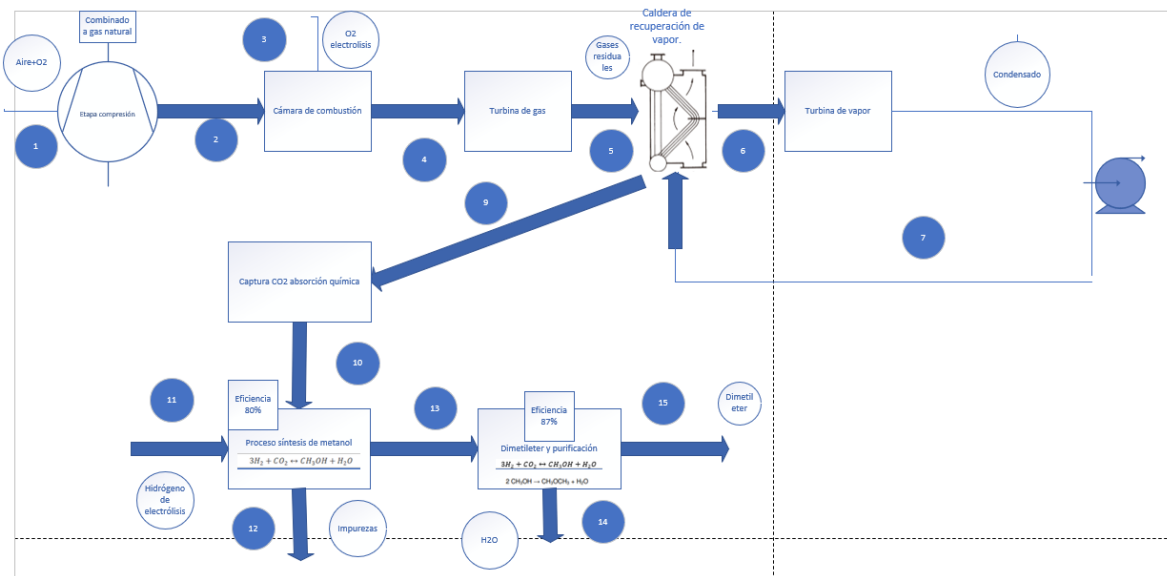 Combinado
a gas natural
Aire+O2
Etapa compresión
1
2
3
O2
electrolisis
Cámara de combustión
4
Turbina de gas
Gases
residua
les
5
Caldera de
recuperación de
vapor.
6
Turbina de vapor
Condensado
7
9
Captura CO2 absorción química
10
11
Hidrógeno
de
electrólisis
Eficiencia
80%
Proceso síntesis de metanol
3H₂ + CO₂ ↔ CH₃OH + H₂O
12
Impurezas
13
Eficiencia
87%
Dimetileter y purificación
3H₂ + CO₂ ↔ CH₃OH + H₂O
2 CH₃OH → CH₃OCH₃ + H₂O
H2O
14
15
Dimetil
eter